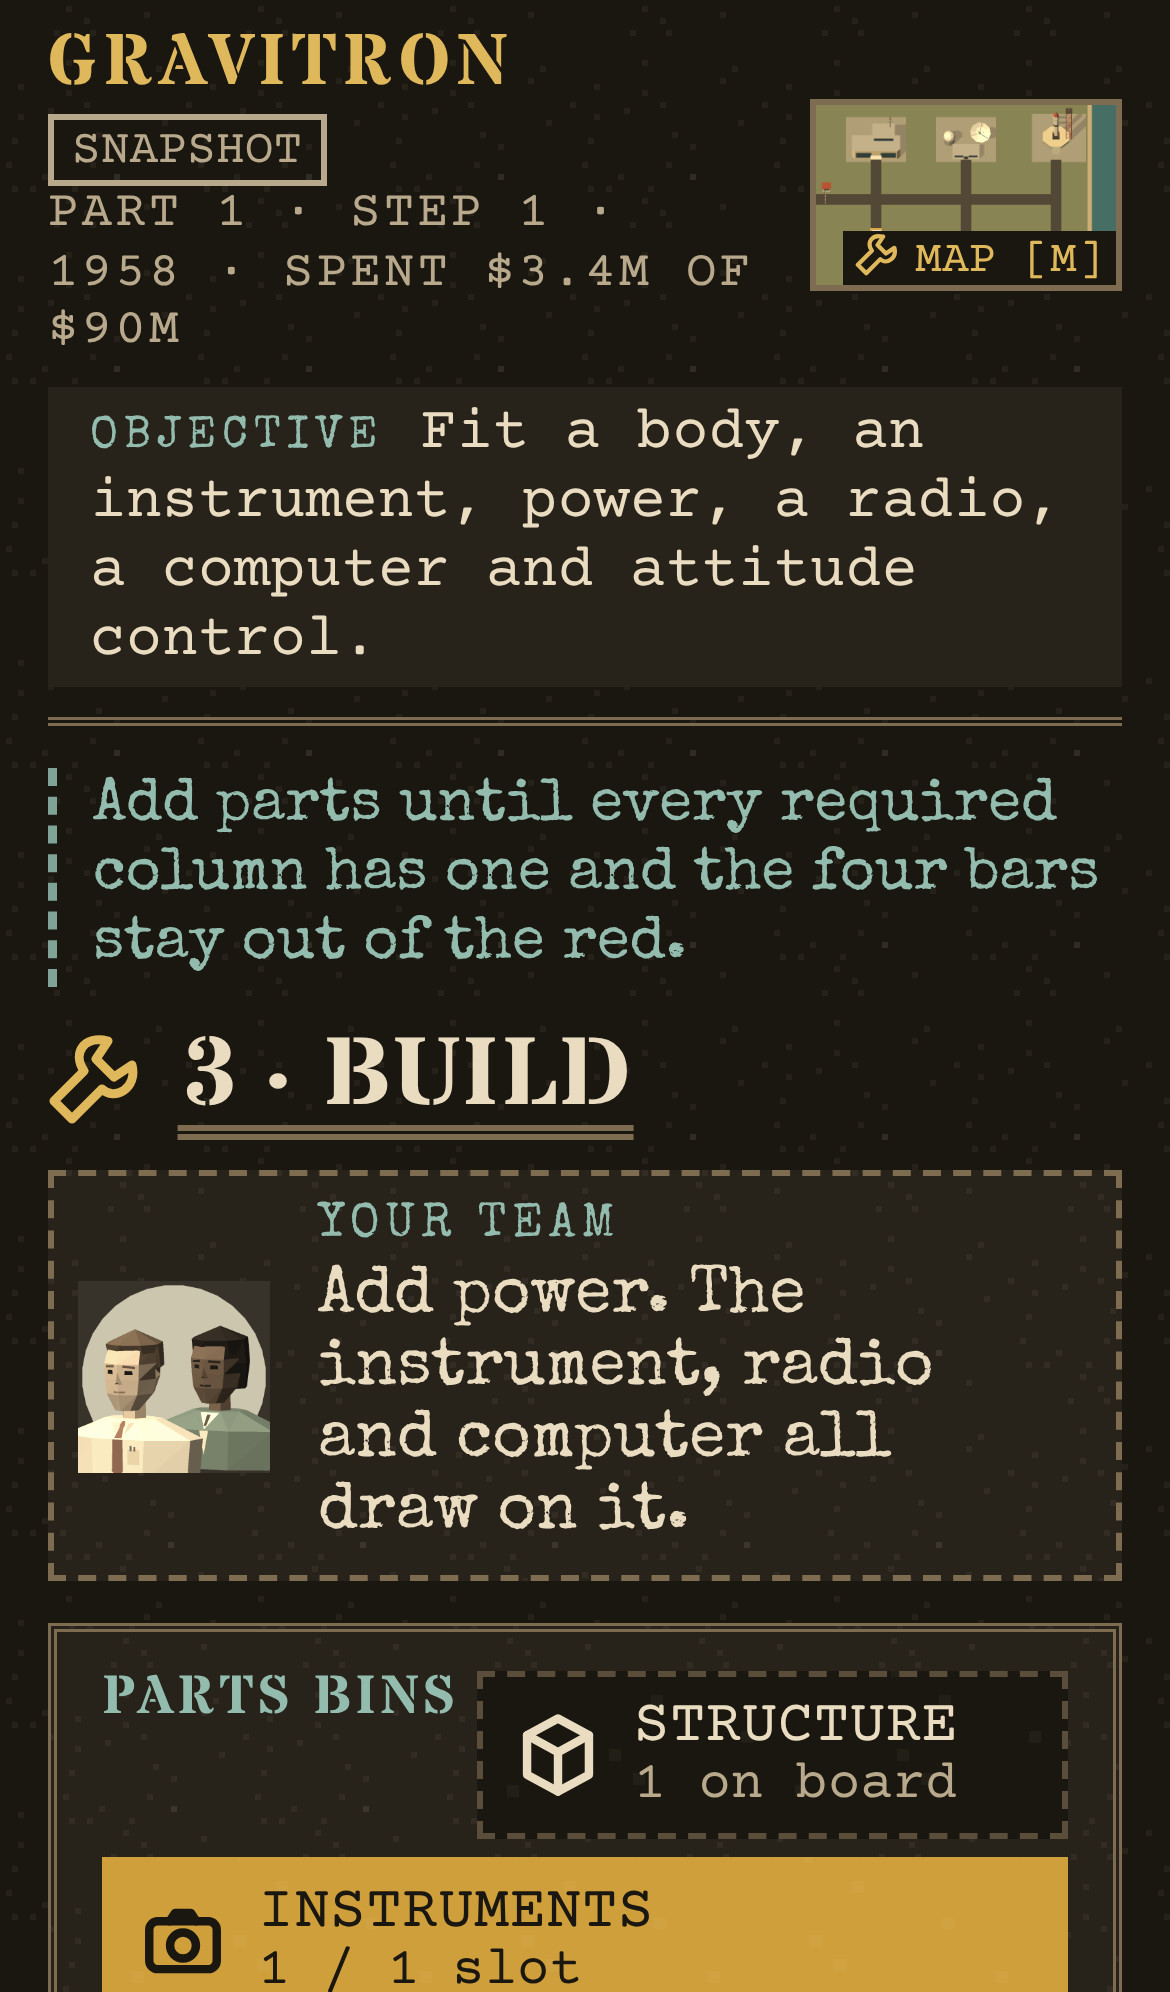 GRAVITRON
SNAPSHOT
PART 1 · STEP 1 ·
1958 · SPENT $3.4M OF
$90M
MAP [M]
OBJECTIVE Fit a body, an
instrument, power, a radio,
a computer and attitude
control.
Add parts until every required
column has one and the four bars
stay out of the red.
3 · BUILD
YOUR TEAM
Add power. The
instrument, radio
and computer all
draw on it.
PARTS BINS
STRUCTURE
1 on board
INSTRUMENTS
1 / 1 slot